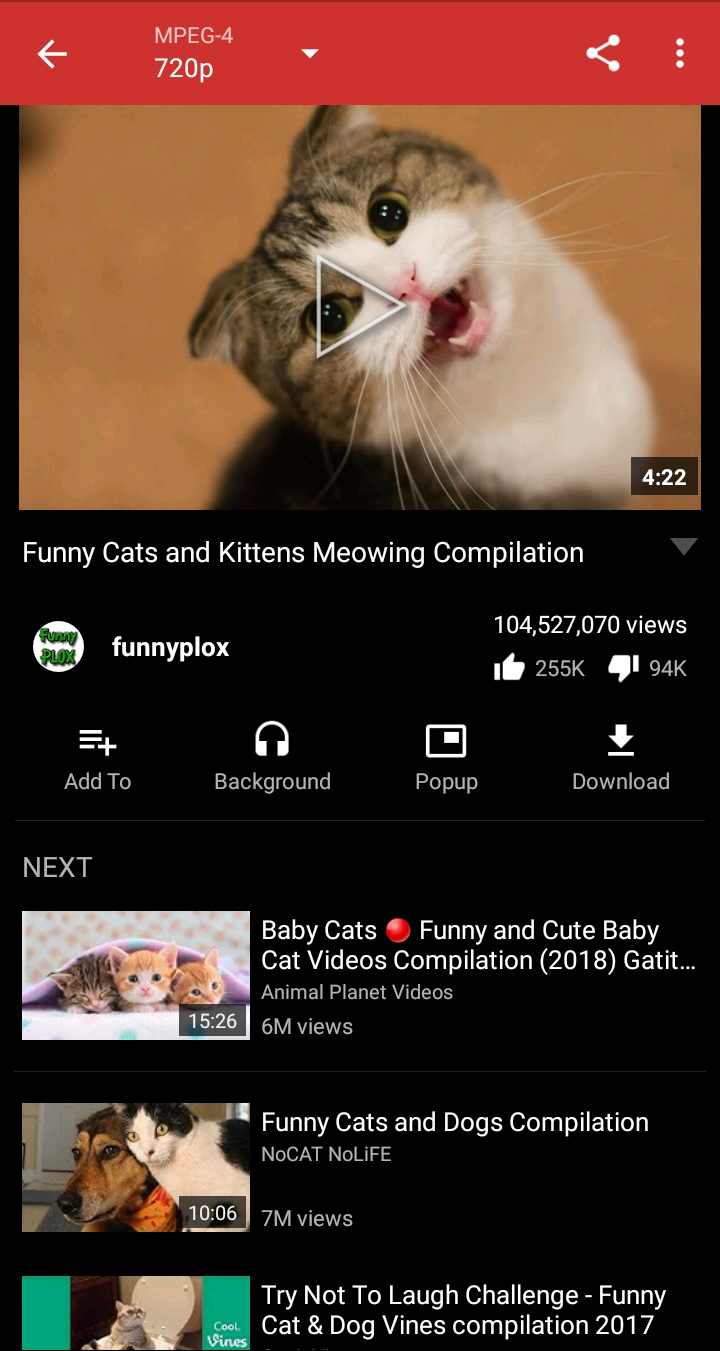 MPEG-4
720p
4:22
Funny Cats and Kittens Meowing Compilation
Funny
PLOX
funnyplox
104,527,070 views
255K
94K
Add To
Background
Popup
Download
NEXT
15:26
Baby Cats 🔴 Funny and Cute Baby
Cat Videos Compilation (2018) Gatit...
Animal Planet Videos
6M views
10:06
Funny Cats and Dogs Compilation
NoCAT NoLiFE
7M views
CooL
Vines
Try Not To Laugh Challenge - Funny
Cat & Dog Vines compilation 2017